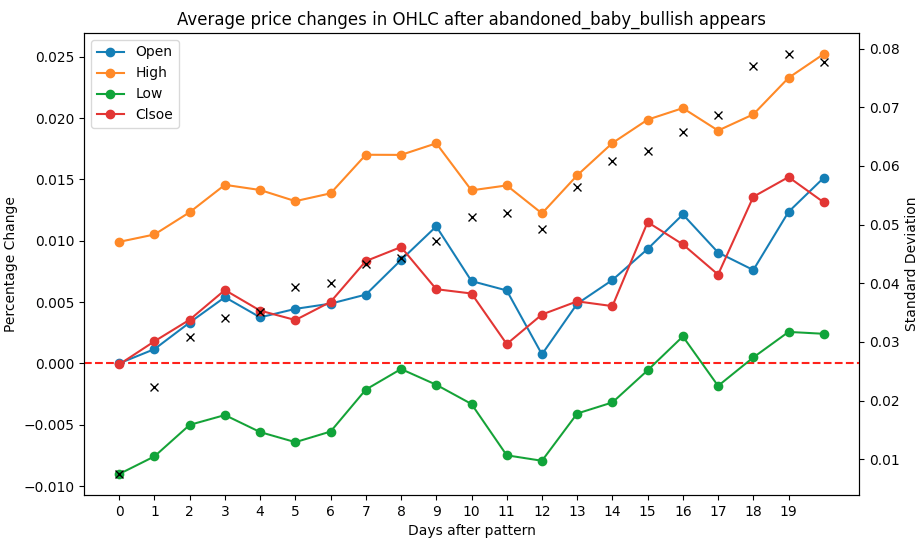 Average price changes in OHLC after abandoned_baby_bullish appears
Open
High
Low
Clsoe
0.025
0.020
0.015
0.010
0.005
0.000
−0.005
−0.010
Percentage Change
0.08
0.07
0.06
0.05
0.04
0.03
0.02
0.01
Standard Deviation
0 1 2 3 4 5 6 7 8 9 10 11 12 13 14 15 16 17 18 19
Days after pattern